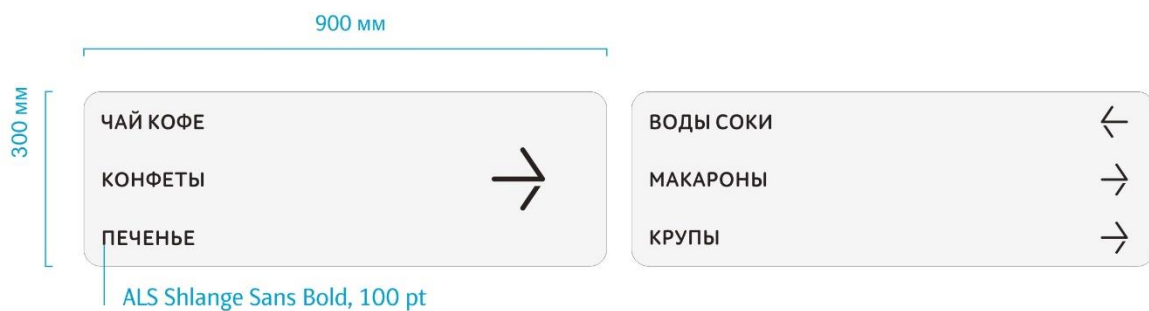 900 мм
300 мм
ЧАЙ КОФЕ
КОНФЕТЫ
ПЕЧЕНЬЕ
ВОДЫ СОКИ
МАКАРОНЫ
КРУПЫ
ALS Shlange Sans Bold, 100 pt